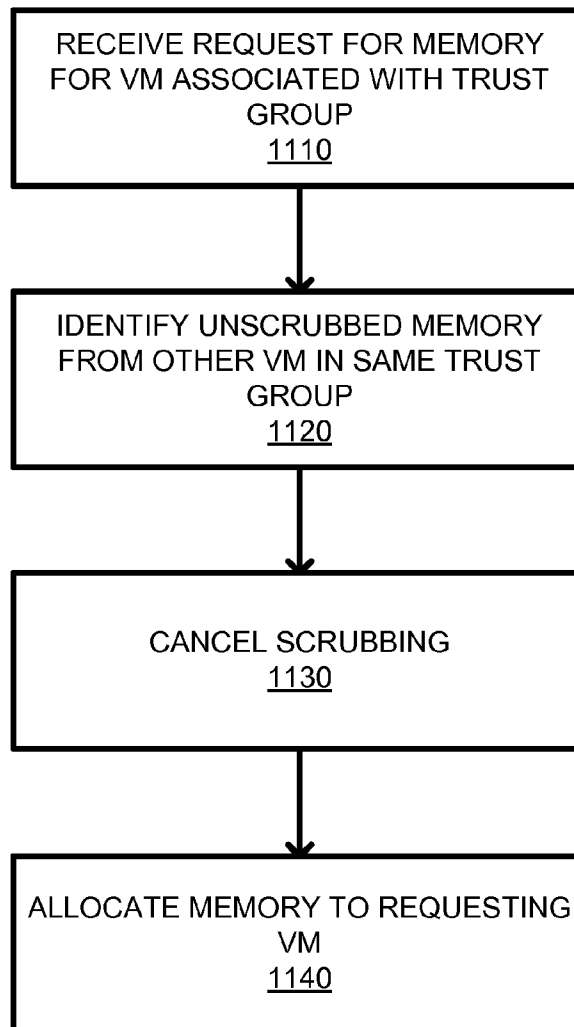 RECEIVE REQUEST FOR MEMORY
FOR VM ASSOCIATED WITH TRUST
GROUP
1110
IDENTIFY UNSCRUBBED MEMORY
FROM OTHER VM IN SAME TRUST
GROUP
1120
CANCEL SCRUBBING
1130
ALLOCATE MEMORY TO REQUESTING
VM
1140